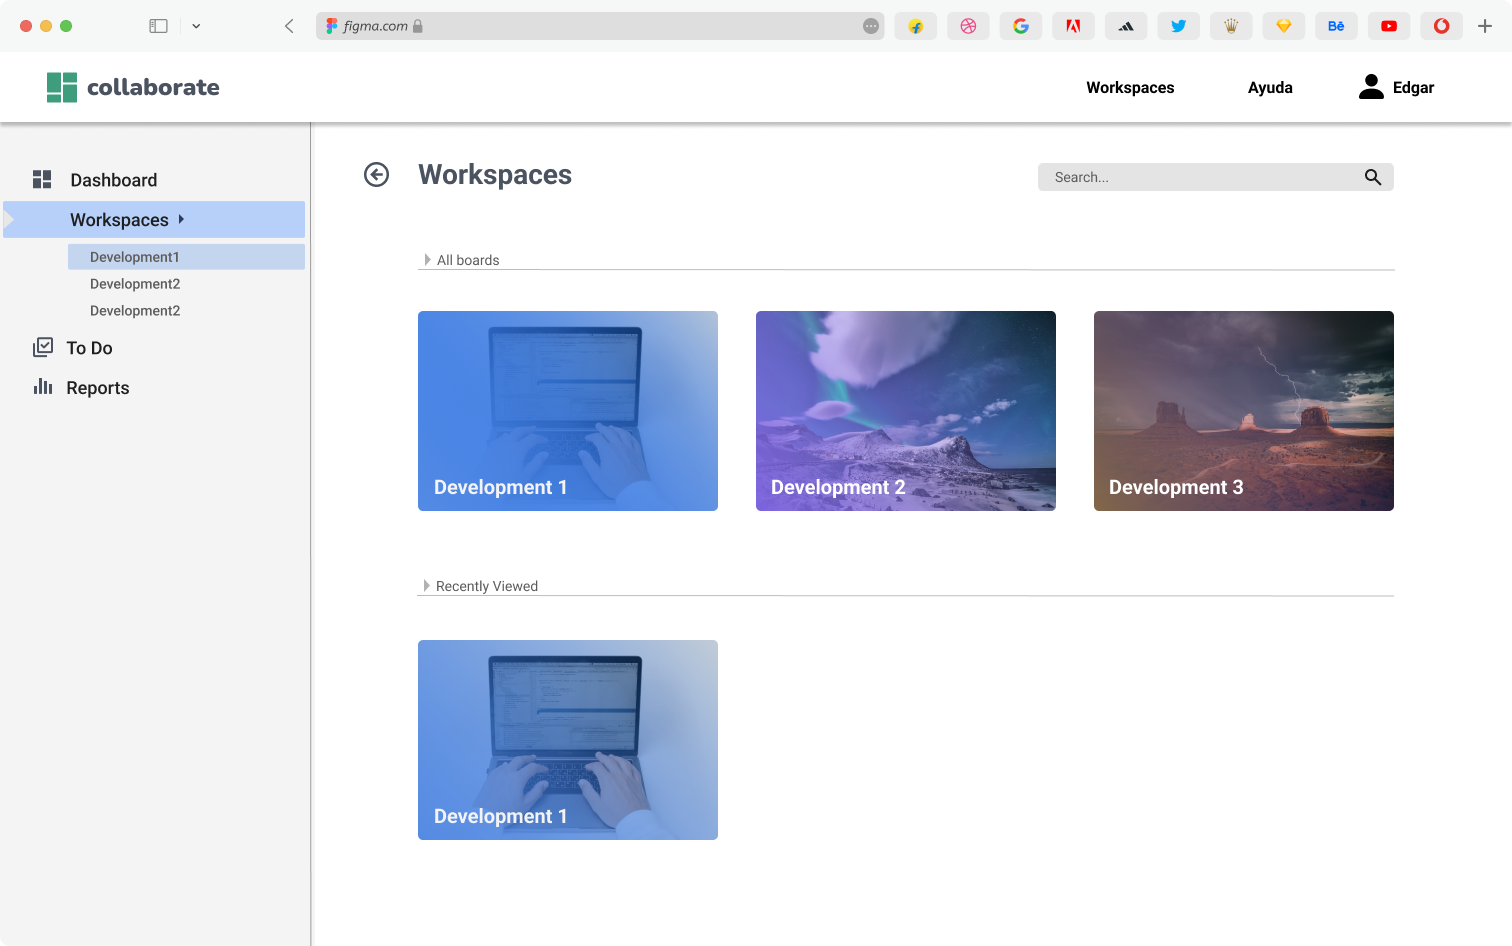 figma.com
Bē
collaborate
Workspaces
Ayuda
Edgar
Dashboard
Workspaces
Development1
Development2
Development2
To Do
Reports
Workspaces
Search...
All boards
Development 1
Development 2
Development 3
Recently Viewed
Development 1